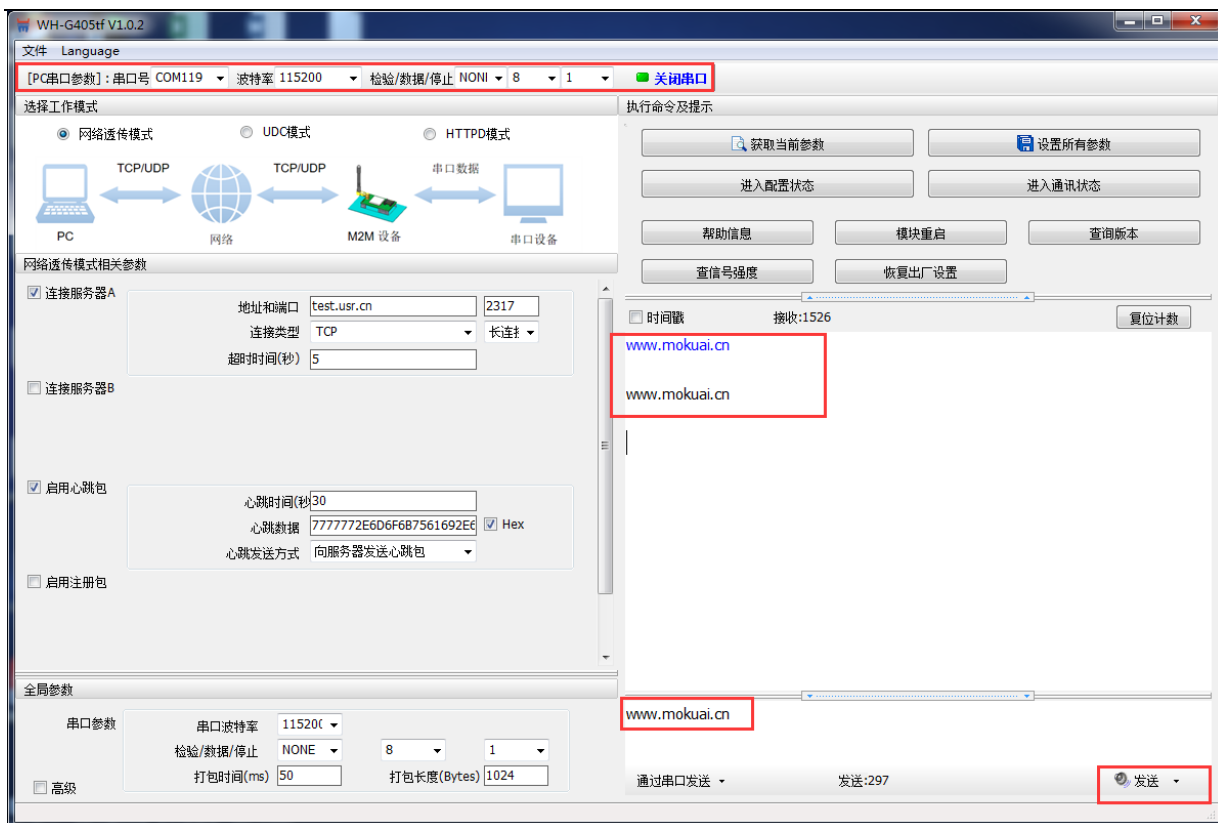 WH-G405tf V1.0.2
文件 Language
[PC串口参数]：串口号 COM119 波特率 115200 检验/数据/停止 NONI 8 1 关闭串口
选择工作模式
网络透传模式 UDC模式 HTTPD模式
TCP/UDP TCP/UDP 串口数据
PC 网络 M2M 设备 串口设备
网络透传模式相关参数
连接服务器A
地址和端口 test.usr.cn 2317
连接类型 TCP 长连接
超时时间(秒) 5
连接服务器B
启用心跳包
心跳时间(秒 30
心跳数据 7777772E6D6F6B7561692E6 Hex
心跳发送方式 向服务器发送心跳包
启用注册包
全局参数
串口参数 串口波特率 11520(
检验/数据/停止 NONE 8 1
打包时间(ms) 50 打包长度(Bytes) 1024
高级
执行命令及提示
获取当前参数 设置所有参数
进入配置状态 进入通讯状态
帮助信息 模块重启 查询版本
查信号强度 恢复出厂设置
时间戳 接收:1526 复位计数
www.mokuai.cn
www.mokuai.cn
www.mokuai.cn
通过串口发送 发送:297 发送